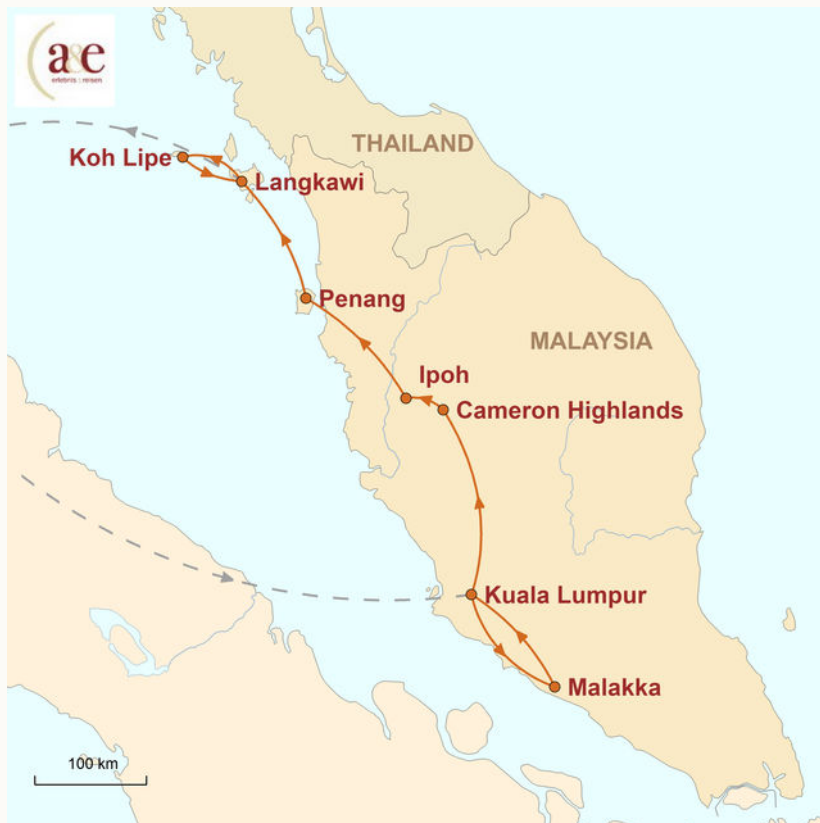 a&e
erlebnis:reisen
THAILAND
Koh Lipe
Langkawi
Penang
MALAYSIA
Ipoh
Cameron Highlands
Kuala Lumpur
Malakka
100 km